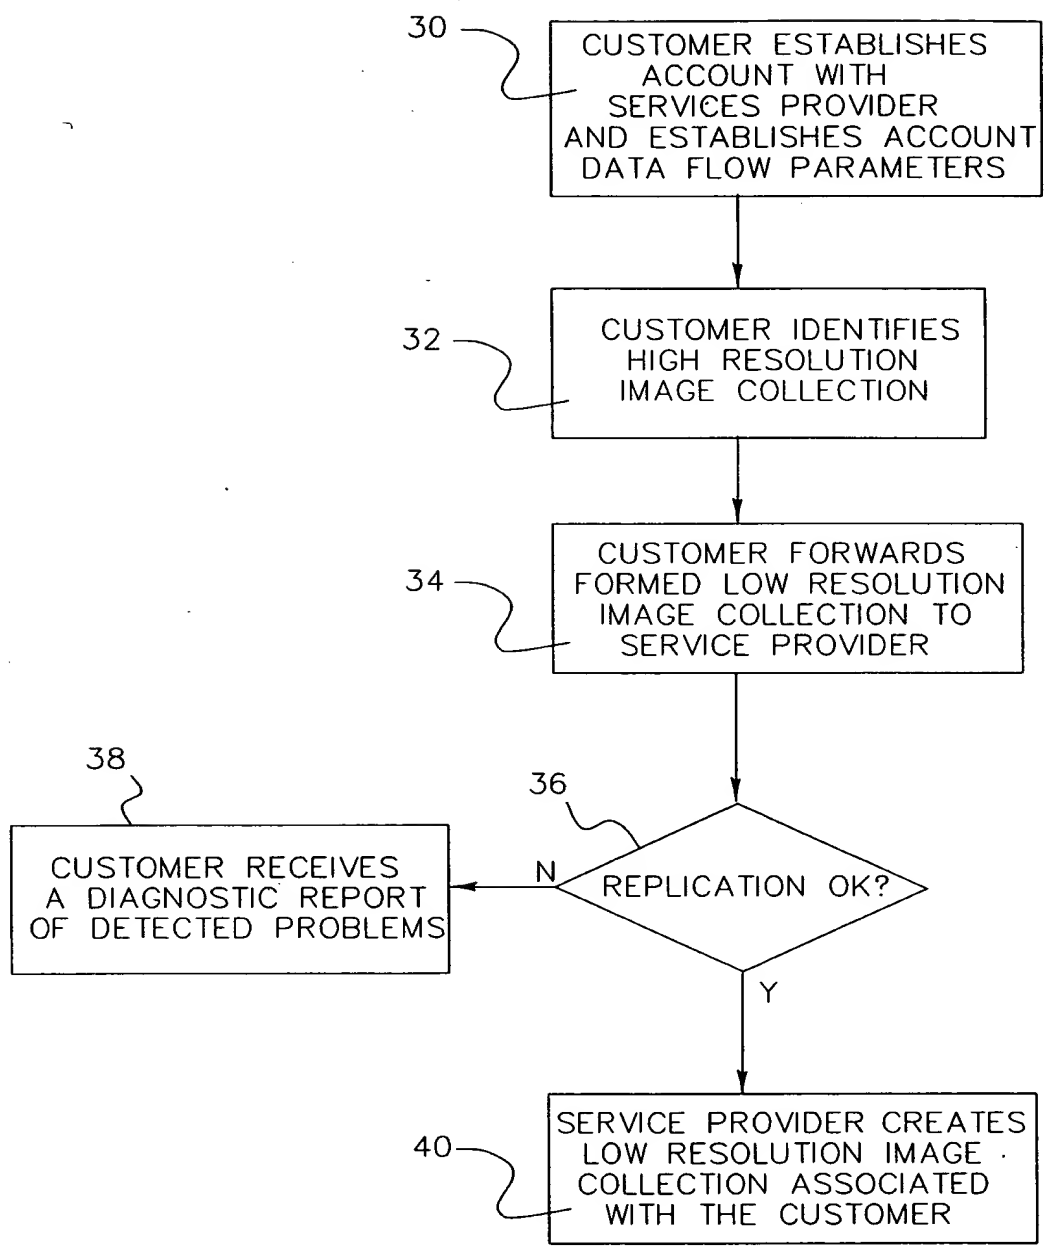 30
CUSTOMER ESTABLISHES
ACCOUNT WITH
SERVICES PROVIDER
AND ESTABLISHES ACCOUNT
DATA FLOW PARAMETERS
32
CUSTOMER IDENTIFIES
HIGH RESOLUTION
IMAGE COLLECTION
34
CUSTOMER FORWARDS
FORMED LOW RESOLUTION
IMAGE COLLECTION TO
SERVICE PROVIDER
36
REPLICATION OK?
N
38
CUSTOMER RECEIVES
A DIAGNOSTIC REPORT
OF DETECTED PROBLEMS
Y
40
SERVICE PROVIDER CREATES
LOW RESOLUTION IMAGE
COLLECTION ASSOCIATED
WITH THE CUSTOMER